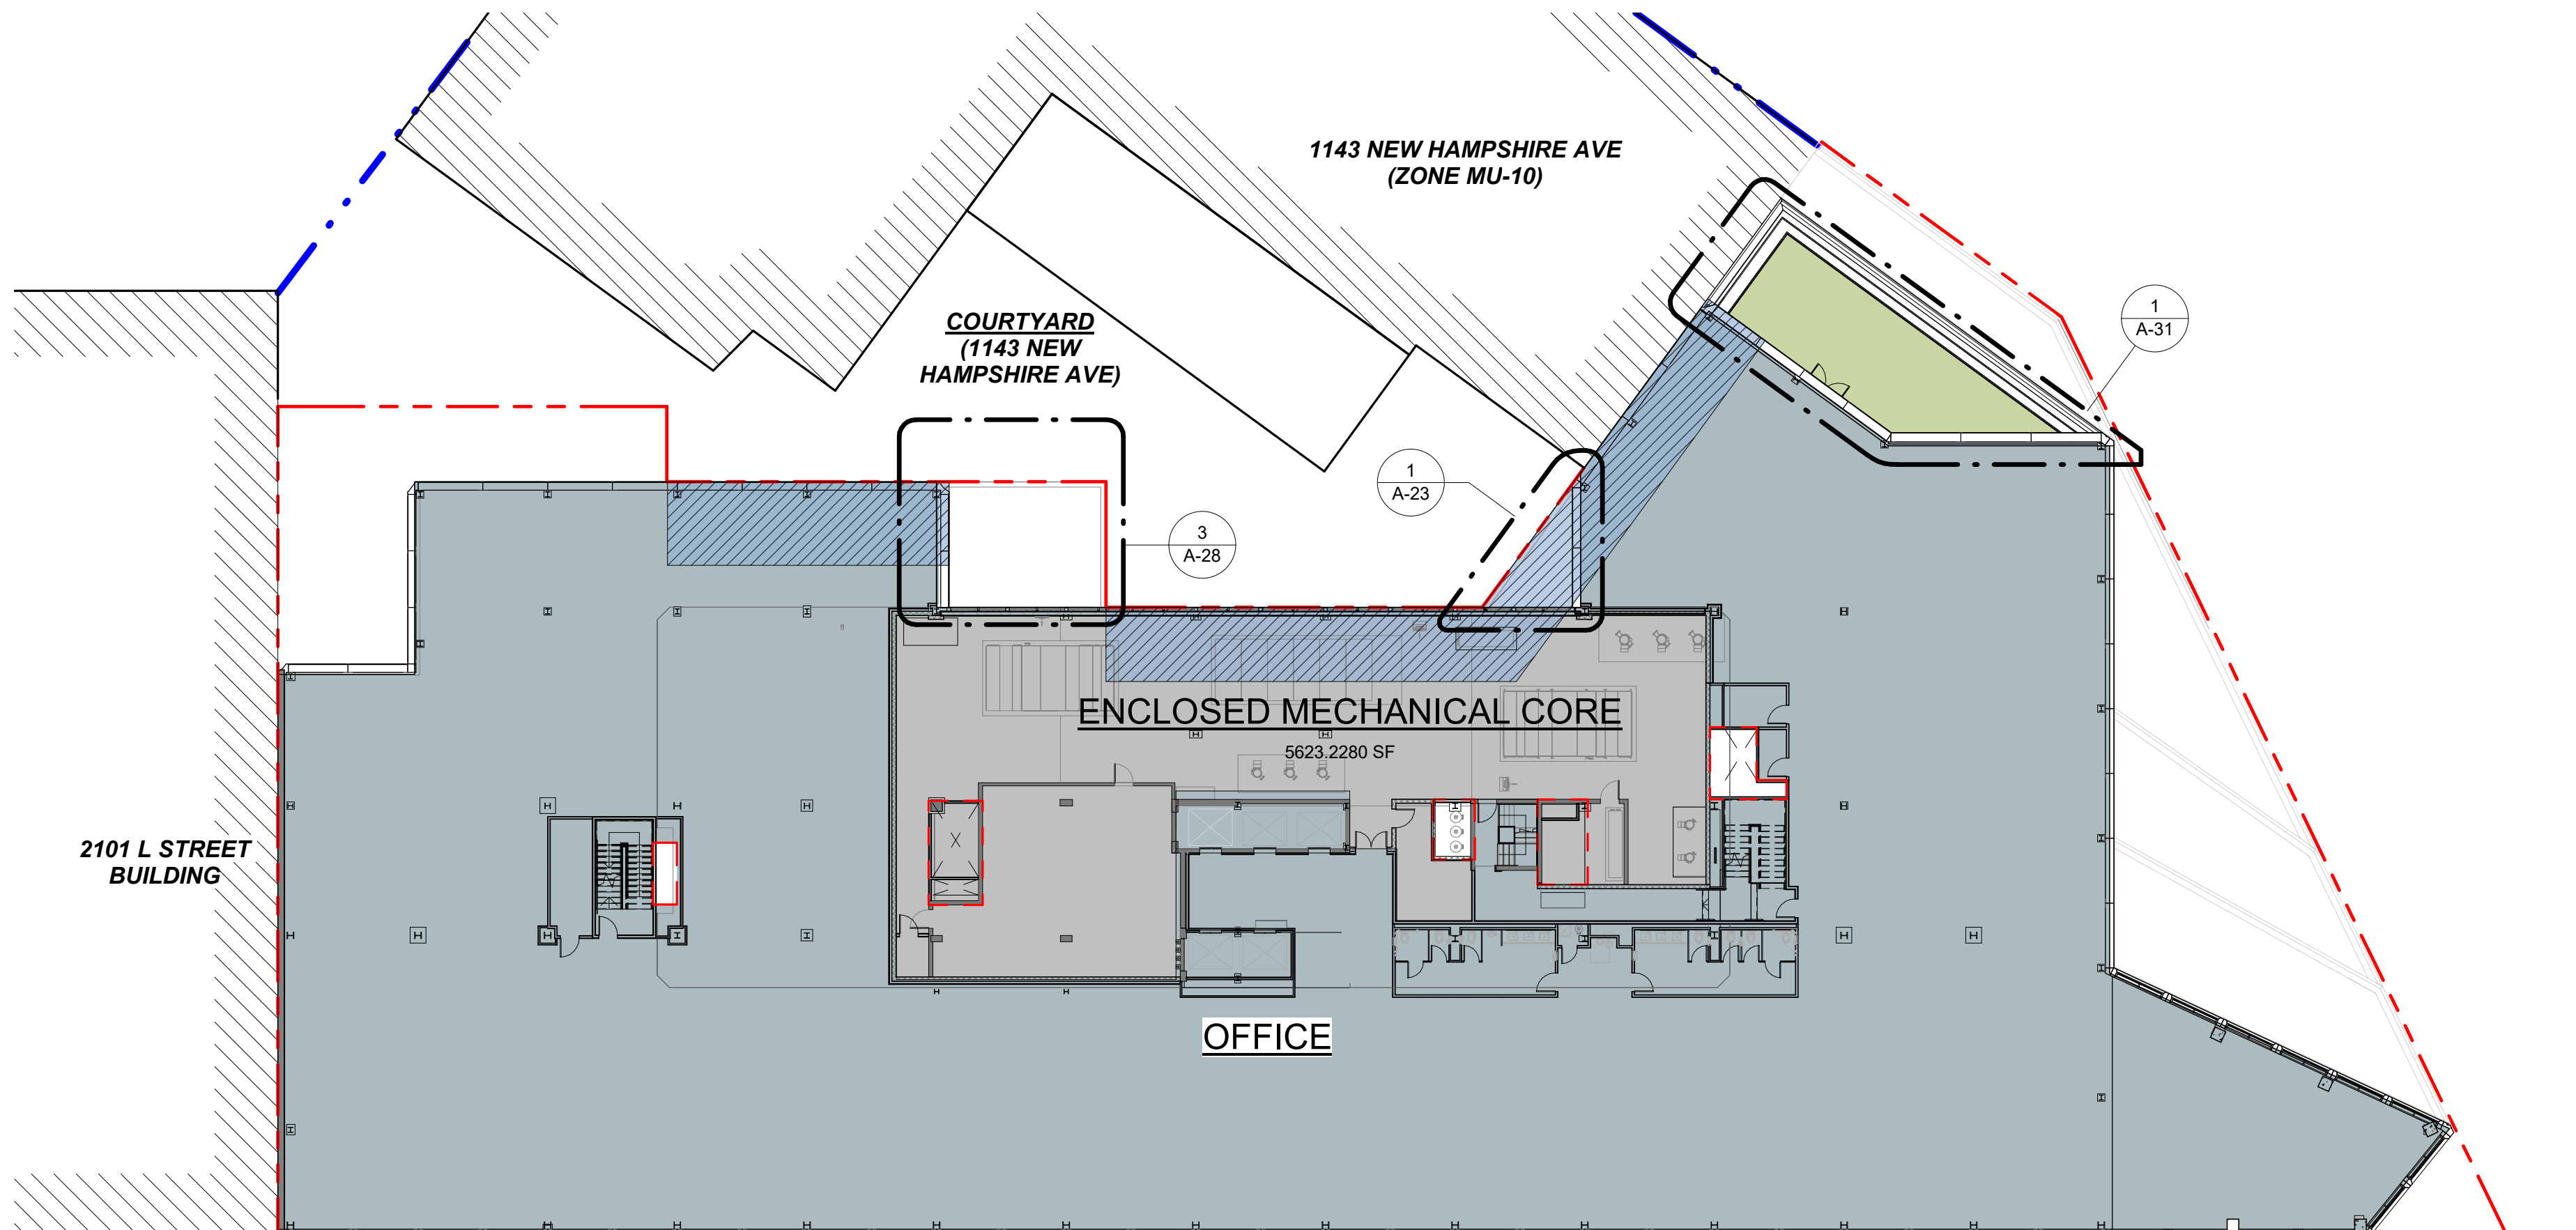 1143 NEW HAMPSHIRE AVE
(ZONE MU-10)
1
A-31
COURTYARD
(1143 NEW
HAMPSHIRE AVE)
1
A-23
3
A-28
ENCLOSED MECHANICAL CORE
5623.2280 SF
2101 L STREET
BUILDING
OFFICE